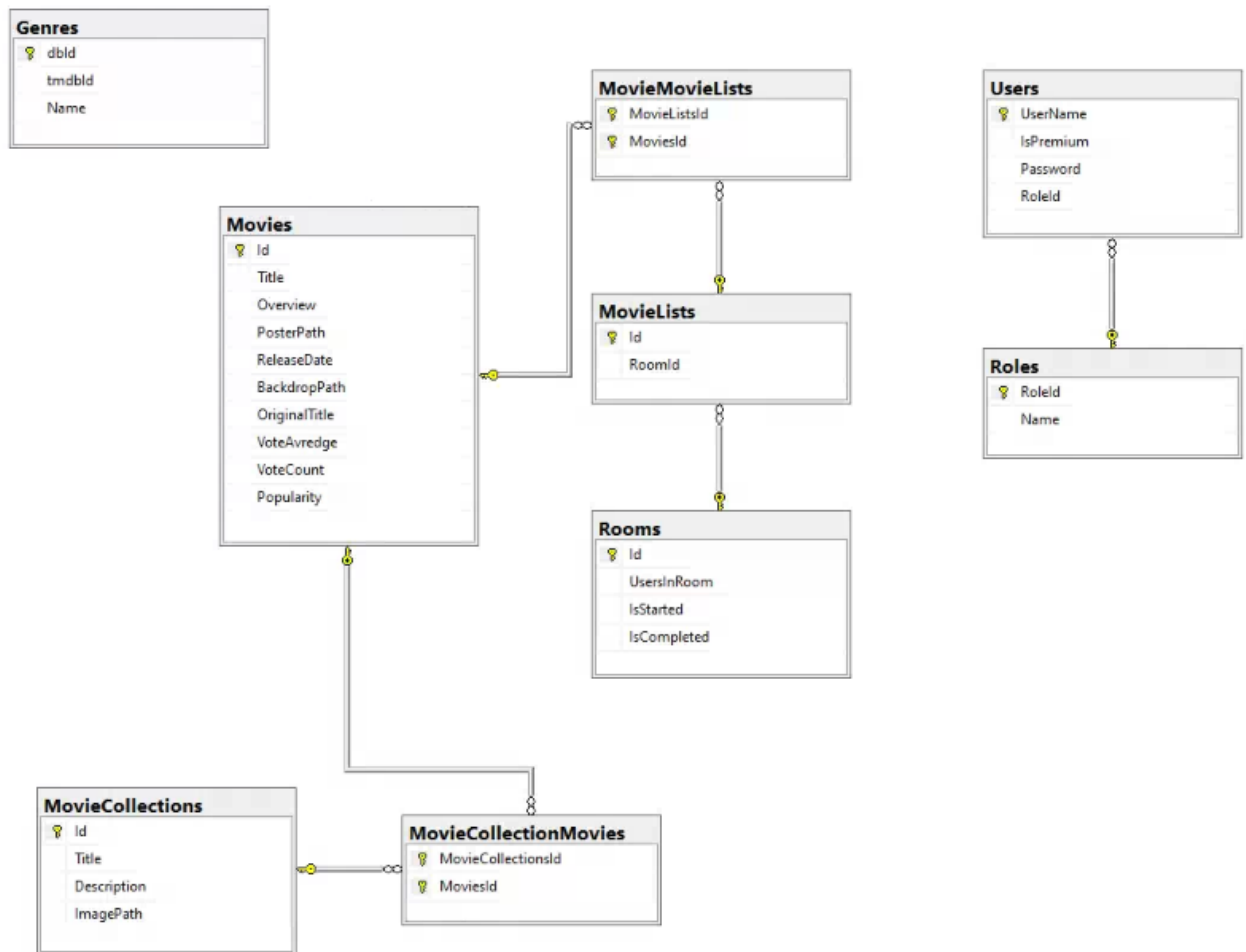 Genres
dbId
tmdbId
Name
MovieMovieLists
MovieListsId
MoviesId
Users
UserName
IsPremium
Password
RoleId
Movies
Id
Title
Overview
PosterPath
ReleaseDate
BackdropPath
OriginalTitle
VoteAvredge
VoteCount
Popularity
MovieLists
Id
RoomId
Roles
RoleId
Name
Rooms
Id
UsersInRoom
IsStarted
IsCompleted
MovieCollections
Id
Title
Description
ImagePath
MovieCollectionMovies
MovieCollectionsId
MoviesId